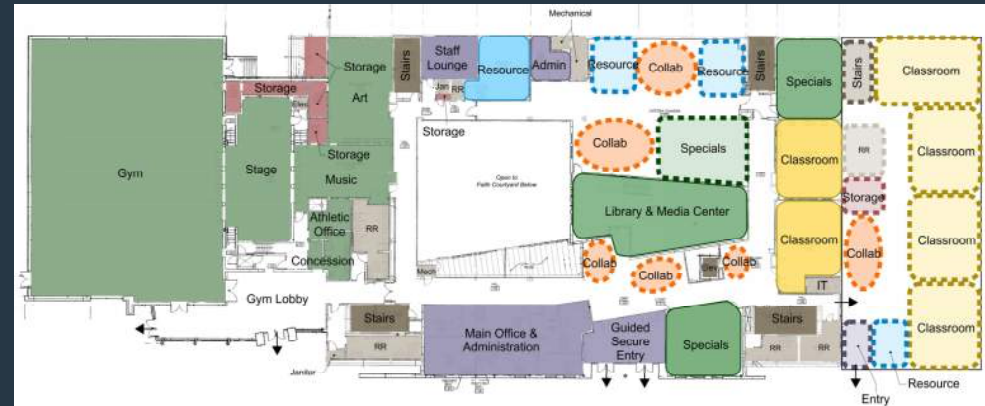 Mechanical
Stairs
Staff
Lounge
Resource
Admin
Resource
Collab
Resource
Stairs
Specials
Stairs
Classroom
Storage
Storage
Art
Elec
Jan
RR
Storage
Storage
Gym
Stage
Music
Open to
Faith Courtyard Below
Collab
Specials
Classroom
RR
Classroom
Storage
Athletic
Office
RR
Library & Media Center
Classroom
Collab
Classroom
Concession
Mech
Collab
Collab
Elev
Collab
IT
Gym Lobby
Stairs
RR
Main Office &
Administration
Guided
Secure
Entry
Specials
Stairs
RR
RR
Classroom
Janitor
Resource
Entry